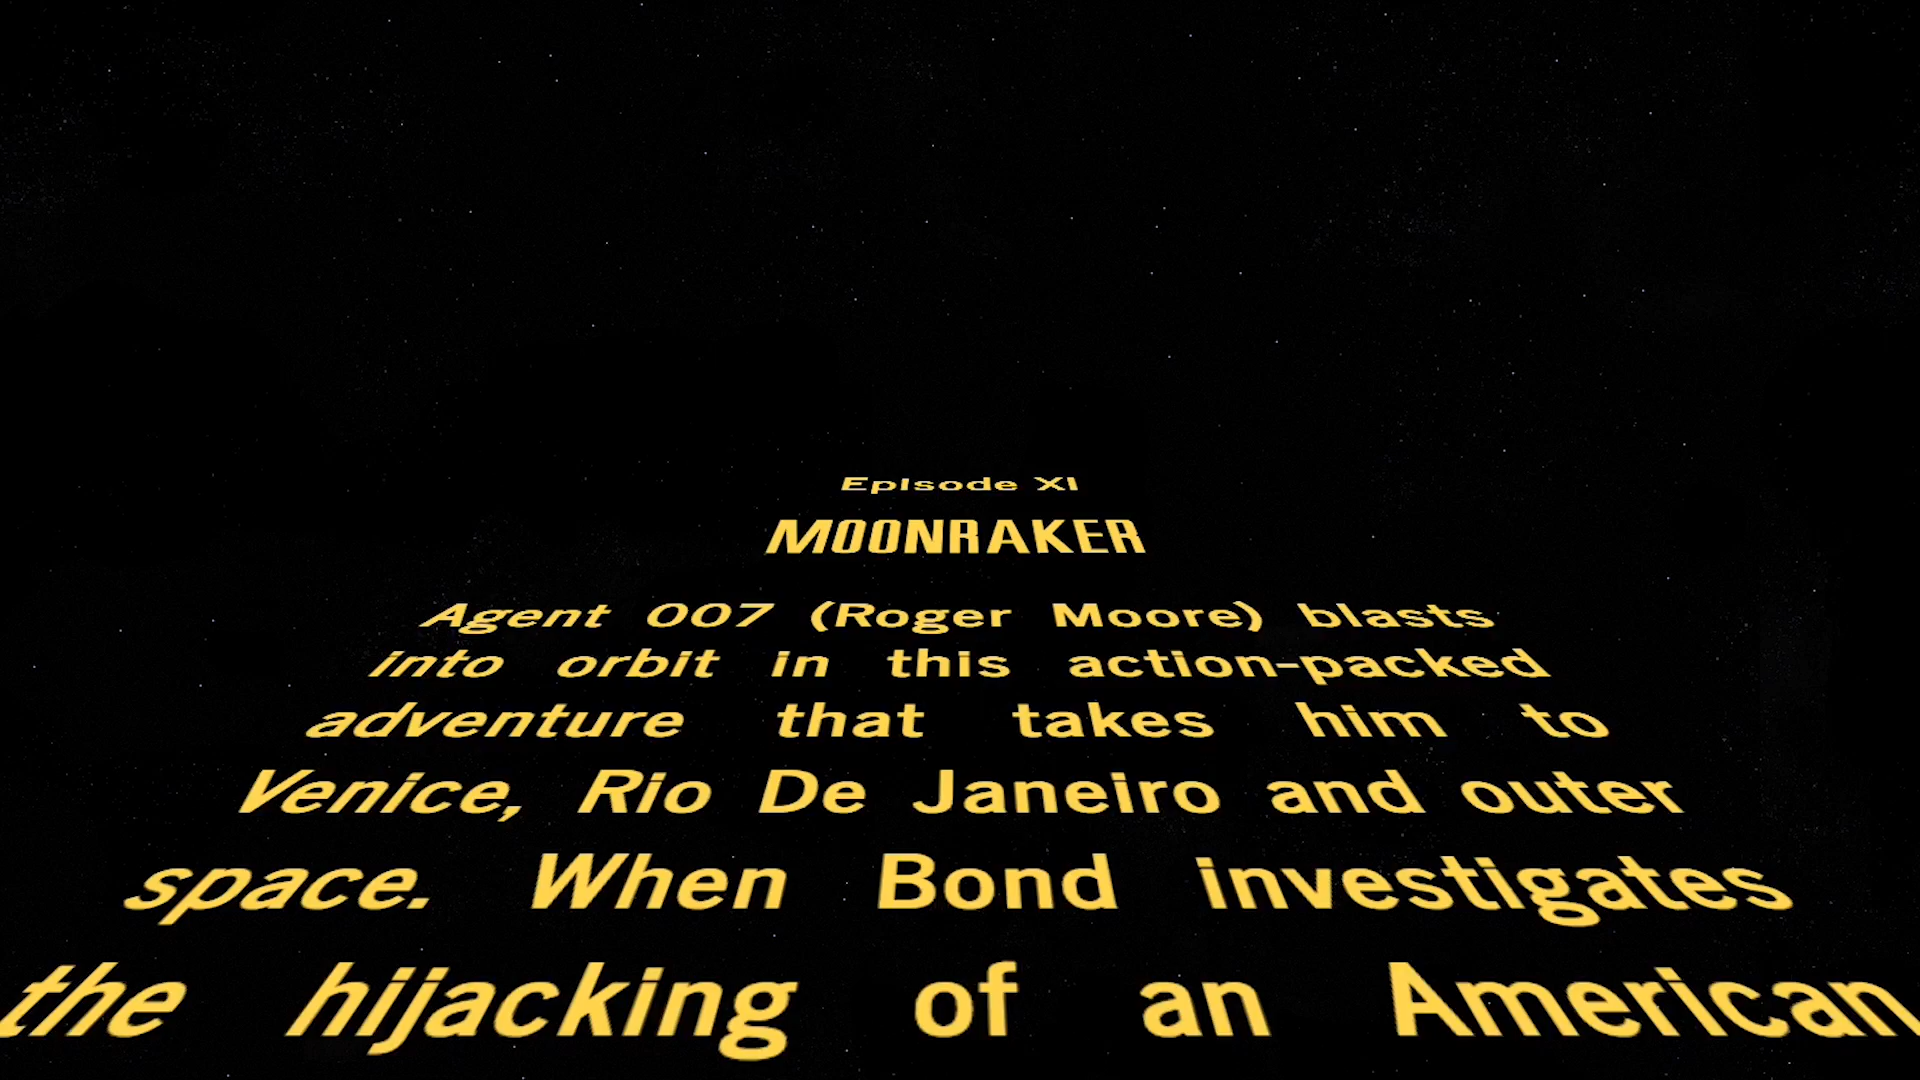 Episode XI
MOONRAKER
Agent 007 (Roger Moore) blasts
into orbit in this action-packed
adventure that takes him to
Venice, Rio De Janeiro and outer
space. When Bond investigates
the hijacking of an American